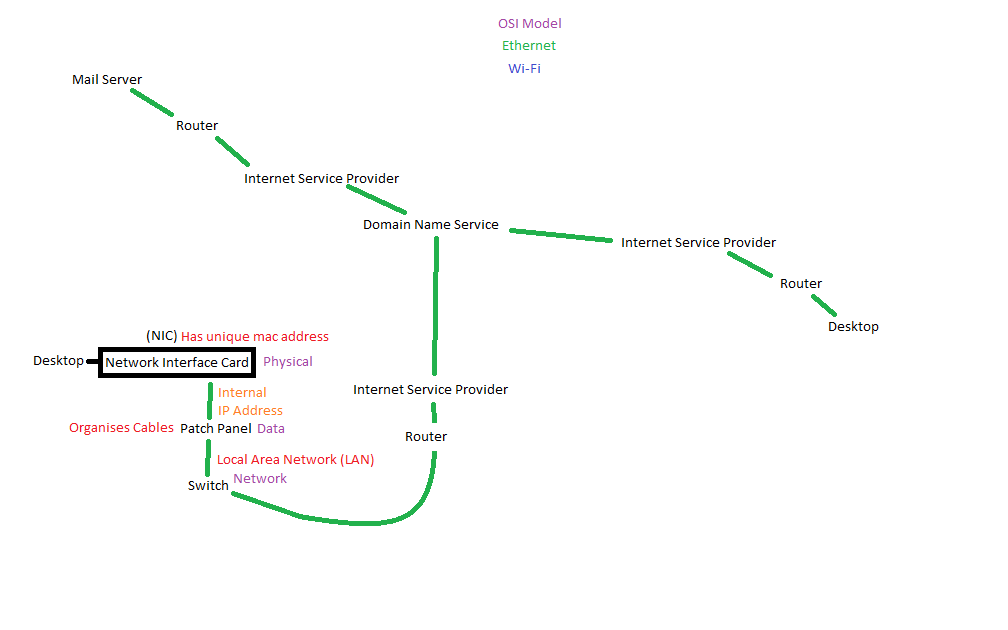 OSI Model
Ethernet
Wi-Fi
Mail Server
Router
Internet Service Provider
Domain Name Service
Internet Service Provider
Router
Desktop
(NIC) Has unique mac address
Desktop
Network Interface Card
Physical
Internal
IP Address
Organises Cables
Patch Panel
Data
Local Area Network (LAN)
Network
Switch
Internet Service Provider
Router